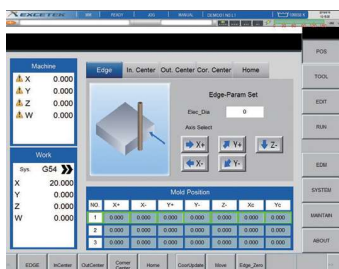 EXCETEK
READY
MANUAL
POS
Machine
X 0.000
Y 0.000
Z 0.000
W 0.000
Edge In. Center Out. Center Cor. Center Home
Edge-Param Set
Elec_Dia 0
Axis Select
X+ Y+ Z-
X- Y-
TOOL
EDIT
RUN
EDM
SYSTEM
MAINTAIN
ABOUT
Work
Sys. G54
X 20.000
Y 0.000
Z 0.000
W 0.000
Mold Position
NO. X+ X- Y+ Y- Z- Xc Yc
1 0.000 0.000 0.000 0.000 0.000 0.000 0.000
2 0.000 0.000 0.000 0.000 0.000 0.000 0.000
3 0.000 0.000 0.000 0.000 0.000 0.000 0.000
EDGE InCenter OutCenter Corner Center Home CoorUpdate Move Edge_Zero